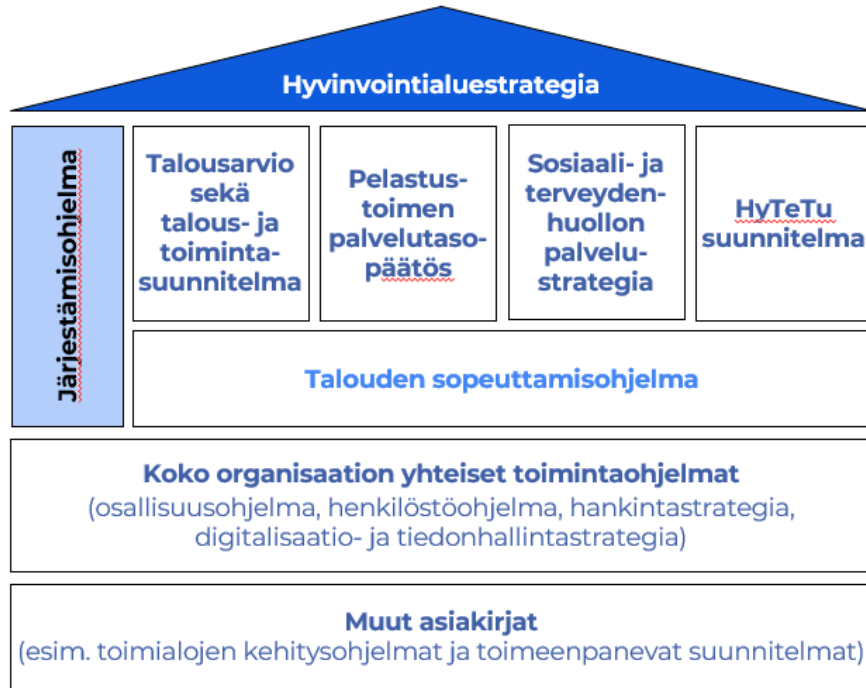 Hyvinvointialuestrategia
Järjestämisohjelma
Talousarvio
sekä
talous- ja
toiminta-
suunnitelma
Pelastus-
toimen
palvelutaso-
päätös
Sosiaali- ja
terveyden-
huollon
palvelu-
strategia
HyTeTu
suunnitelma
Talouden sopeuttamisohjelma
Koko organisaation yhteiset toimintaohjelmat
(osallisuusohjelma, henkilöstöohjelma, hankintastrategia,
digitalisaatio- ja tiedonhallintastrategia)
Muut asiakirjat
(esim. toimialojen kehitysohjelmat ja toimeenpanevat suunnitelmat)